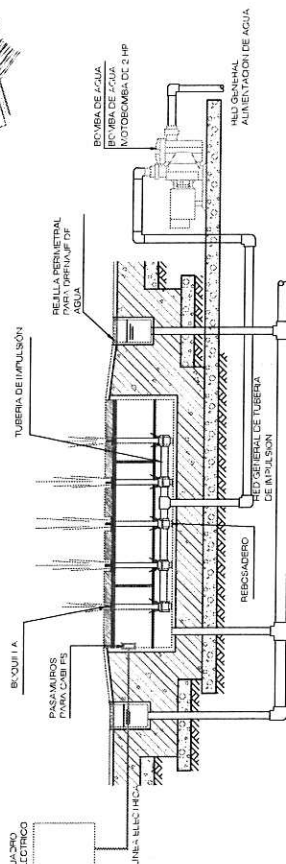 BOMBA DE AGUA
BOMBA DE AGUA
MOTOBOMBA DE 2 HP
RED GENERAL
ALIMENTACION DE AGUA
REJILLA PERIMETRAL
PARA DRENAJE DE
AGUA
TUBERIA DE IMPULSIÓN
RED GENERAL DE TUBERIA
DE IMPULSION
REBOSADERO
BOQUILLA
PASAMUROS
PARA CABLES
LINEA ELECTRICA